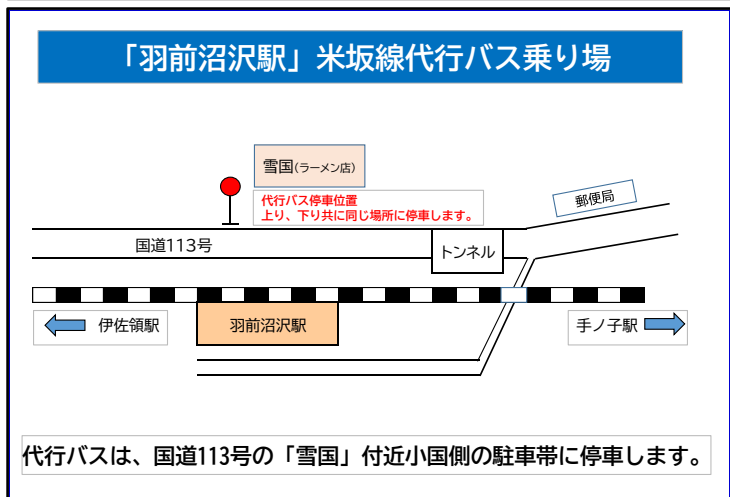 「羽前沼沢駅」米坂線代行バス乗り場
雪国(ラーメン店)
代行バス停車位置
上り、下り共に同じ場所に停車します。
郵便局
国道113号
トンネル
伊佐領駅
羽前沼沢駅
手ノ子駅
代行バスは、国道113号の「雪国」付近小国側の駐車帯に停車します。